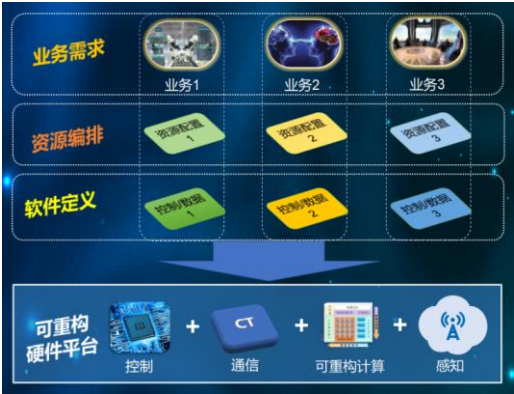 业务需求
业务1
业务2
业务3
资源编排
资源配置
1
资源配置
2
资源配置
3
软件定义
控制/数据
1
控制/数据
2
控制/数据
3
可重构
硬件平台
控制
+
CT
通信
+
可重构计算
+
感知